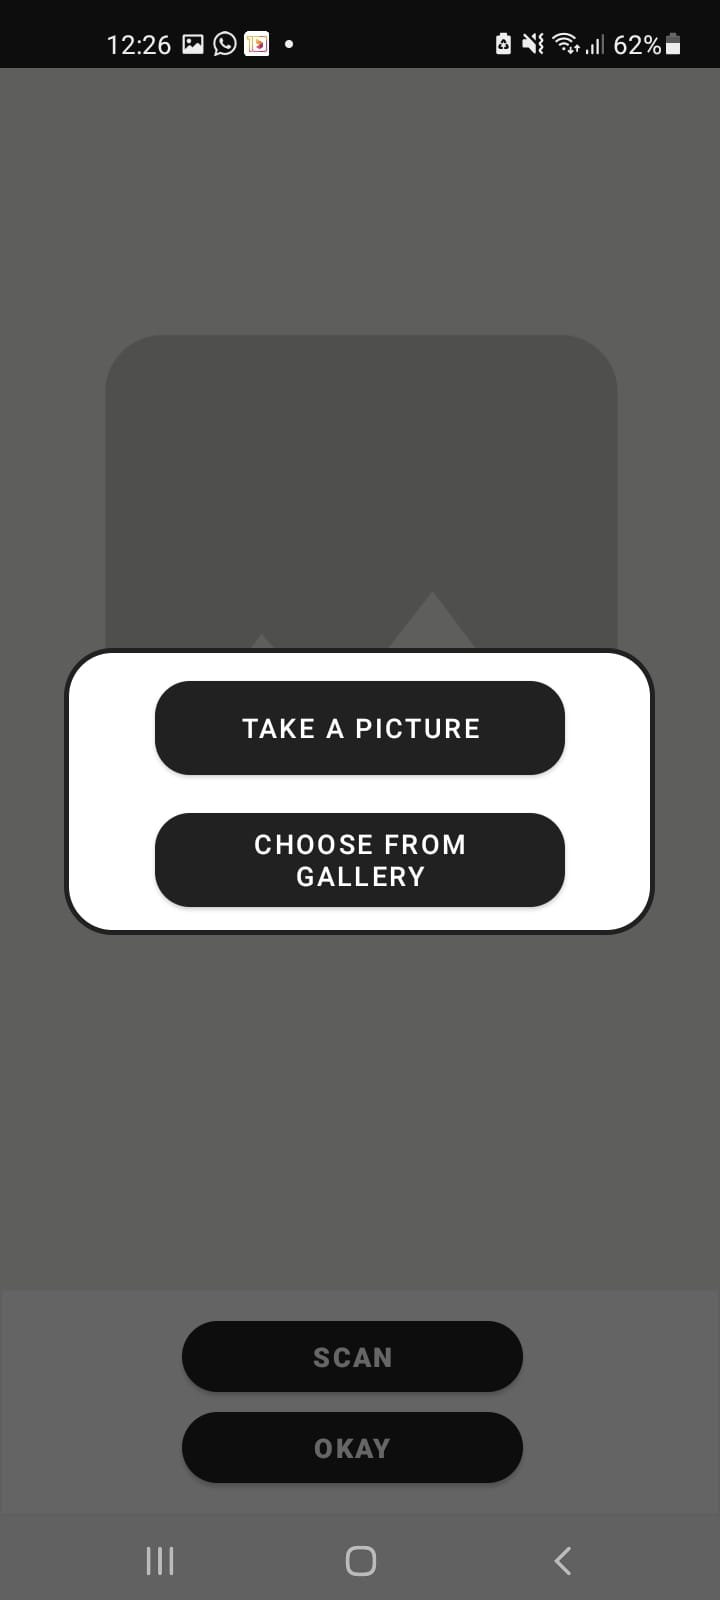 12:26
62%
TAKE A PICTURE
CHOOSE FROM
GALLERY
SCAN
OKAY